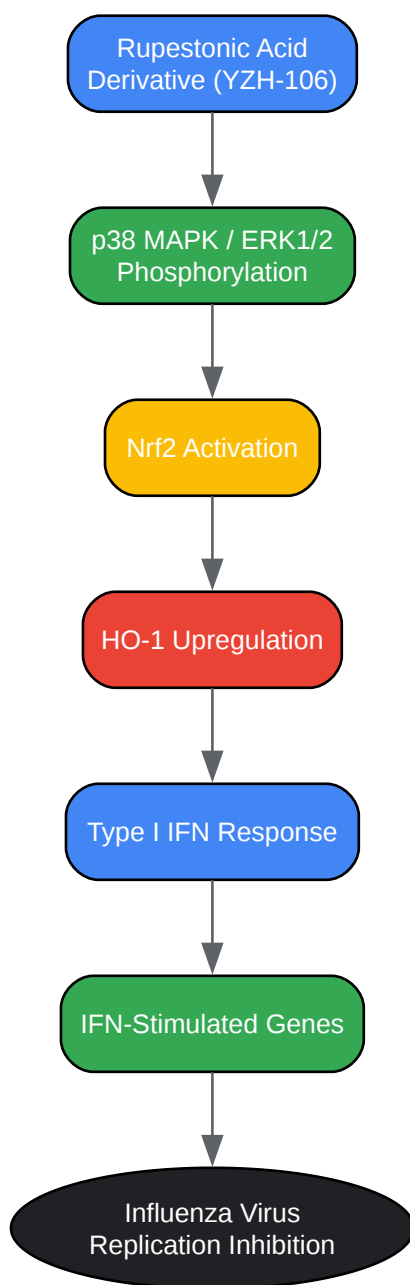 Rupestonic Acid
Derivative (YZH-106)
p38 MAPK / ERK1/2
Phosphorylation
Nrf2 Activation
HO-1 Upregulation
Type I IFN Response
IFN-Stimulated Genes
Influenza Virus
Replication Inhibition